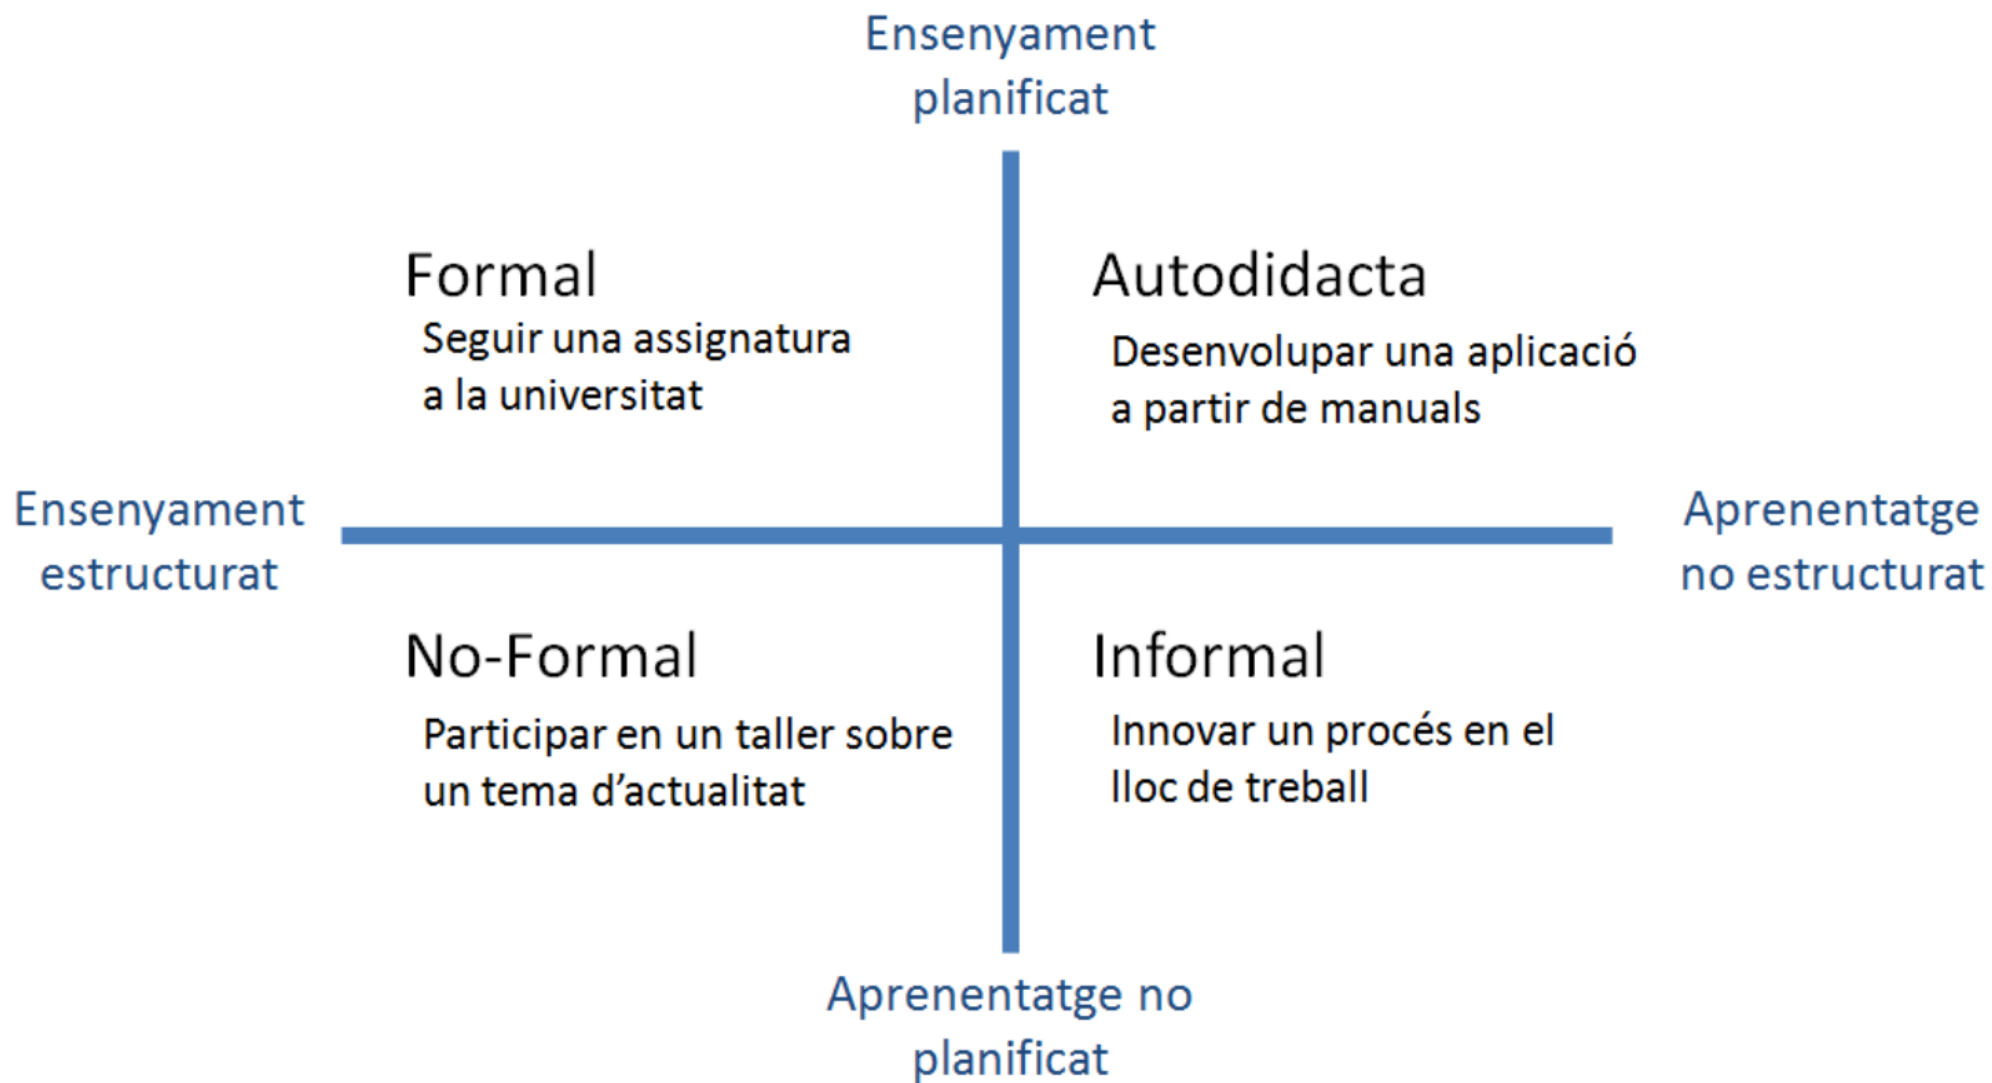 Ensenyament
planificat
Formal
Seguir una assignatura
a la universitat
Autodidacta
Desenvolupar una aplicació
a partir de manuals
Ensenyament
estructurat
Aprenentatge
no estructurat
No-Formal
Participar en un taller sobre
un tema d’actualitat
Informal
Innovar un procés en el
lloc de treball
Aprenentatge no
planificat